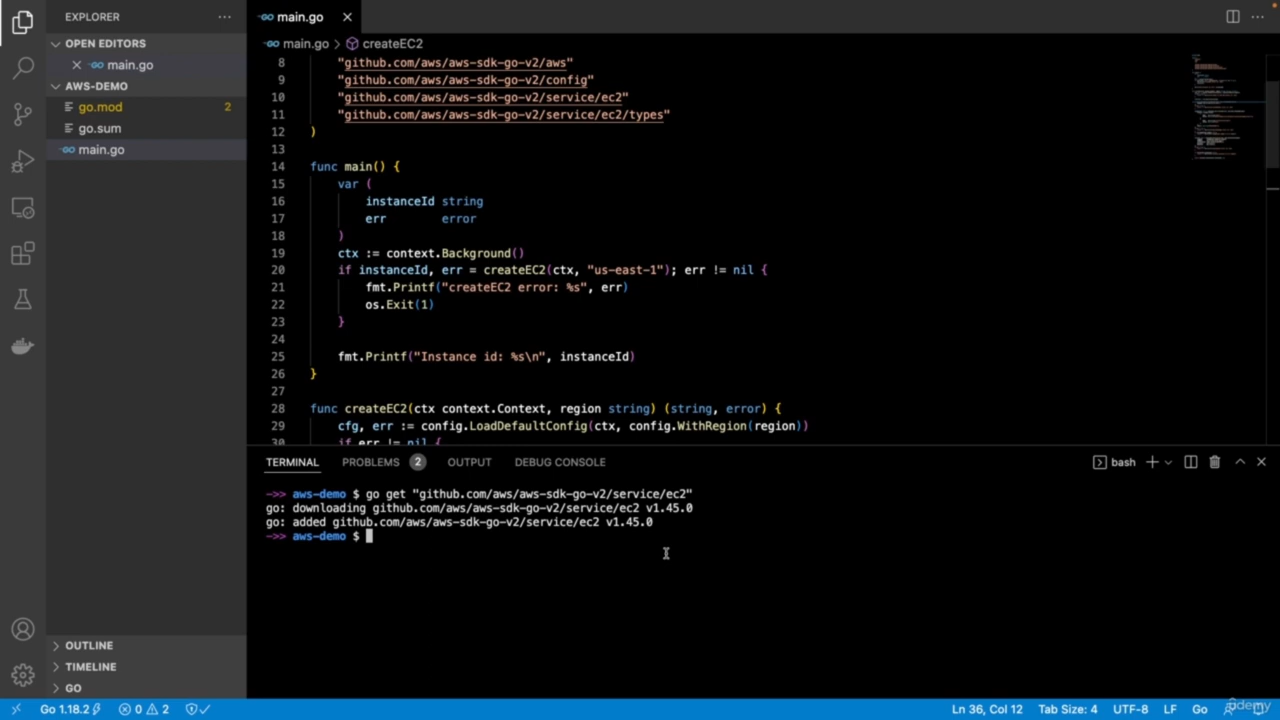 EXPLORER
OPEN EDITORS
main.go
AWS-DEMO
go.mod 2
go.sum
main.go
OUTLINE
TIMELINE
GO
main.go
main.go > createEC2
8 "github.com/aws/aws-sdk-go-v2/aws"
9 "github.com/aws/aws-sdk-go-v2/config"
10 "github.com/aws/aws-sdk-go-v2/service/ec2"
11 "github.com/aws/aws-sdk-go-v2/service/ec2/types"
12 )
13
14 func main() {
15 var (
16 instanceId string
17 err error
18 )
19 ctx := context.Background()
20 if instanceId, err = createEC2(ctx, "us-east-1"); err != nil {
21 fmt.Printf("createEC2 error: %s", err)
22 os.Exit(1)
23 }
24
25 fmt.Printf("Instance id: %s\n", instanceId)
26 }
27
28 func createEC2(ctx context.Context, region string) (string, error) {
29 cfg, err := config.LoadDefaultConfig(ctx, config.WithRegion(region))
30 if err != nil {
TERMINAL PROBLEMS 2 OUTPUT DEBUG CONSOLE bash
->> aws-demo $ go get "github.com/aws/aws-sdk-go-v2/service/ec2"
go: downloading github.com/aws/aws-sdk-go-v2/service/ec2 v1.45.0
go: added github.com/aws/aws-sdk-go-v2/service/ec2 v1.45.0
->> aws-demo $
Go 1.18.2 0 2 Ln 36, Col 12 Tab Size: 4 UTF-8 LF Go
udemy